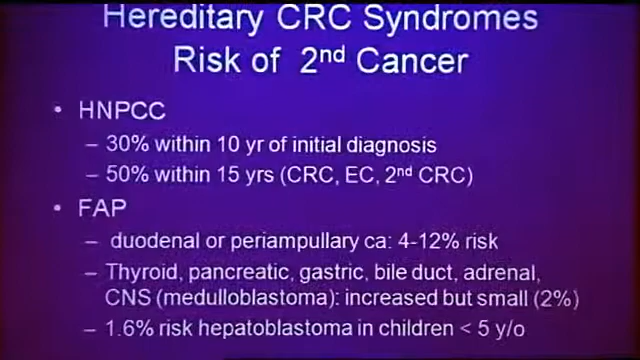 Hereditary CRC Syndromes
Risk of 2nd Cancer
• HNPCC
– 30% within 10 yr of initial diagnosis
– 50% within 15 yrs (CRC, EC, 2nd CRC)
• FAP
– duodenal or periampullary ca: 4-12% risk
– Thyroid, pancreatic, gastric, bile duct, adrenal,
CNS (medulloblastoma): increased but small (2%)
– 1.6% risk hepatoblastoma in children < 5 y/o